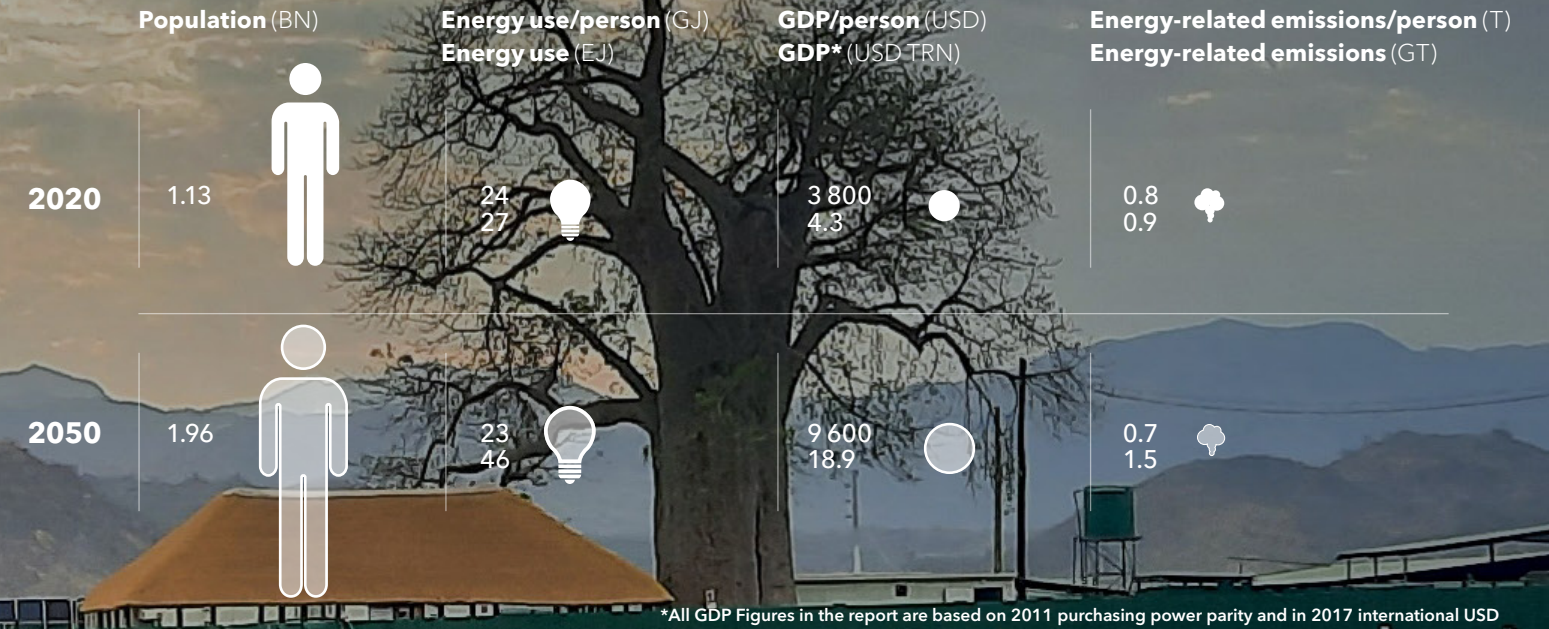 Population (BN)
Energy use/person (GJ)
Energy use (EJ)
GDP/person (USD)
GDP* (USD TRN)
Energy-related emissions/person (T)
Energy-related emissions (GT)
2020
1.13
24
27
3 800
4.3
0.8
0.9
2050
1.96
23
46
9 600
18.9
0.7
1.5
*All GDP Figures in the report are based on 2011 purchasing power parity and in 2017 international USD